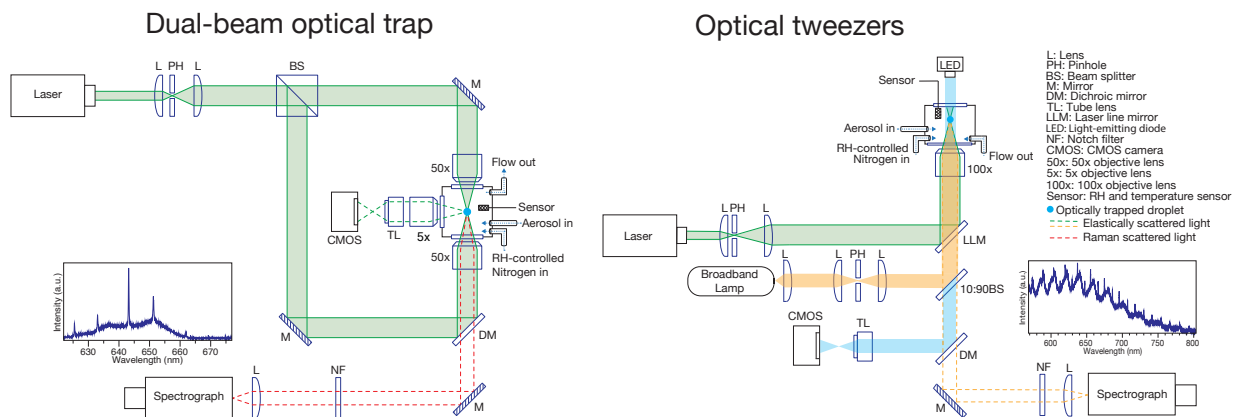 Dual-beam optical trap
Optical tweezers
Laser
L
PH
L
BS
M
50x
Flow out
Sensor
Aerosol in
CMOS
TL
5x
50x
RH-controlled
Nitrogen in
M
DM
Intensity (a.u.)
630
640
650
660
670
Wavelength (nm)
Spectrograph
L
NF
M
LED
Sensor
Aerosol in
RH-controlled
Nitrogen in
Flow out
100x
Laser
L
PH
L
LLM
Broadband
Lamp
L
L
PH
L
10:90BS
CMOS
TL
DM
M
NF
L
Spectrograph
Intensity (a.u.)
600
650
700
750
800
Wavelength (nm)
L: Lens
PH: Pinhole
BS: Beam splitter
M: Mirror
DM: Dichroic mirror
TL: Tube lens
LLM: Laser line mirror
LED: Light-emitting diode
NF: Notch filter
CMOS: CMOS camera
50x: 50x objective lens
5x: 5x objective lens
100x: 100x objective lens
Sensor: RH and temperature sensor
Optically trapped droplet
Elastically scattered light
Raman scattered light